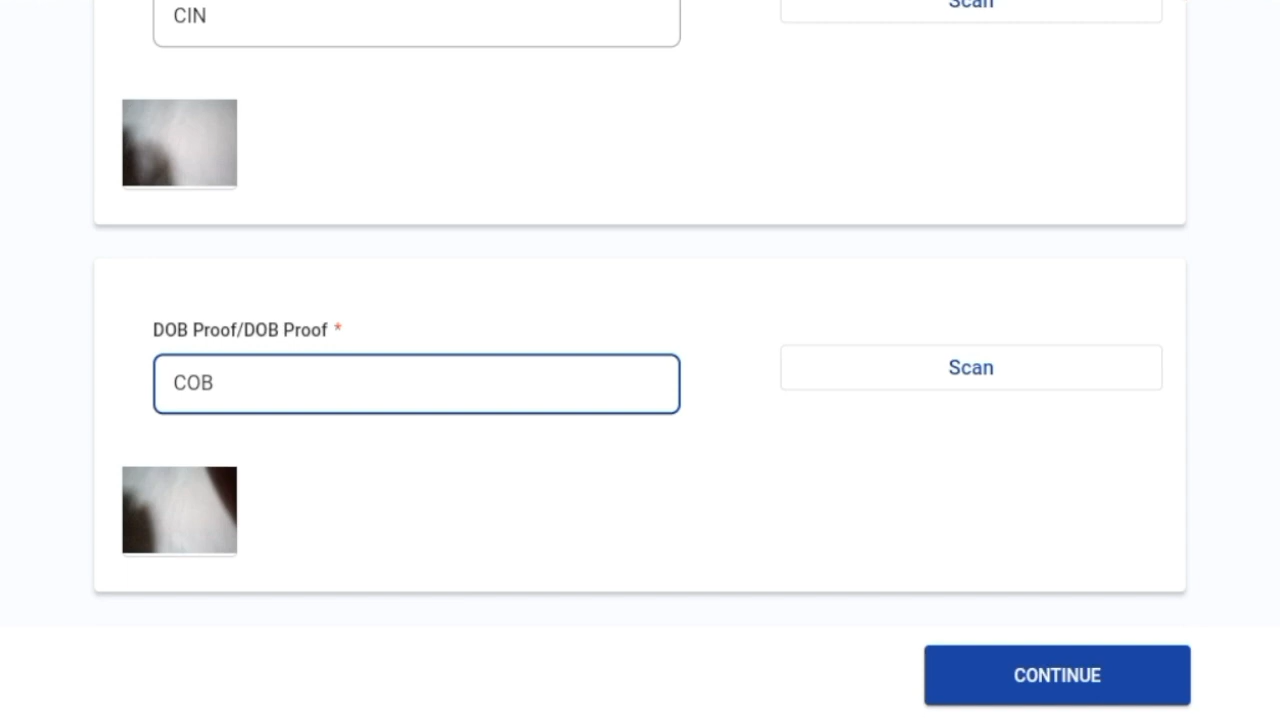 CIN
Scan
DOB Proof/DOB Proof *
COB
Scan
CONTINUE